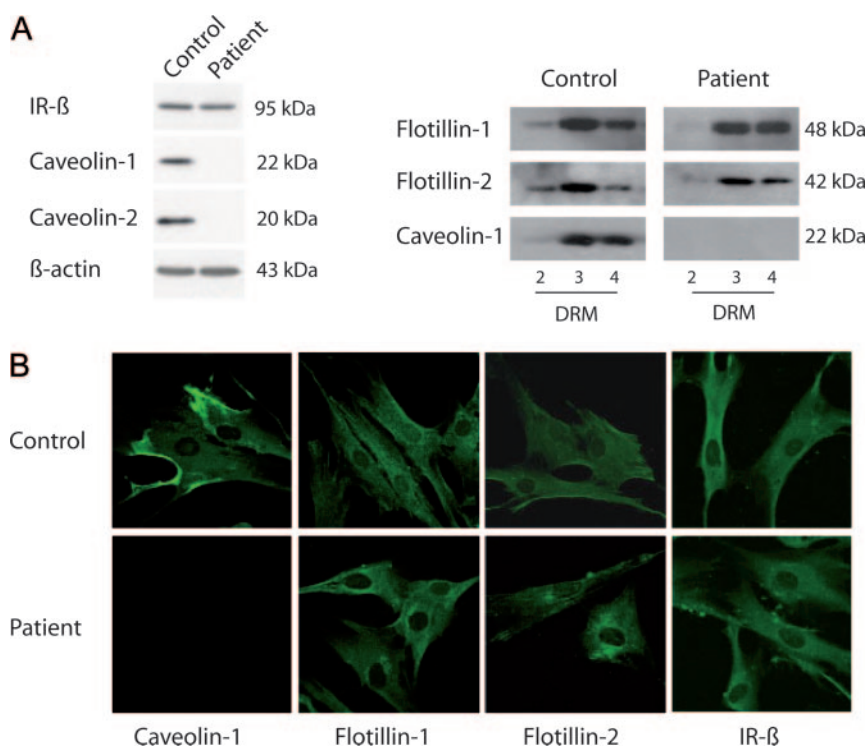 A
Control Patient
IR-ß 95 kDa
Caveolin-1 22 kDa
Caveolin-2 20 kDa
ß-actin 43 kDa
Control Patient
Flotillin-1 48 kDa
Flotillin-2 42 kDa
Caveolin-1 22 kDa
2 3 4 2 3 4
DRM DRM
B
Control
Patient
Caveolin-1 Flotillin-1 Flotillin-2 IR-ß